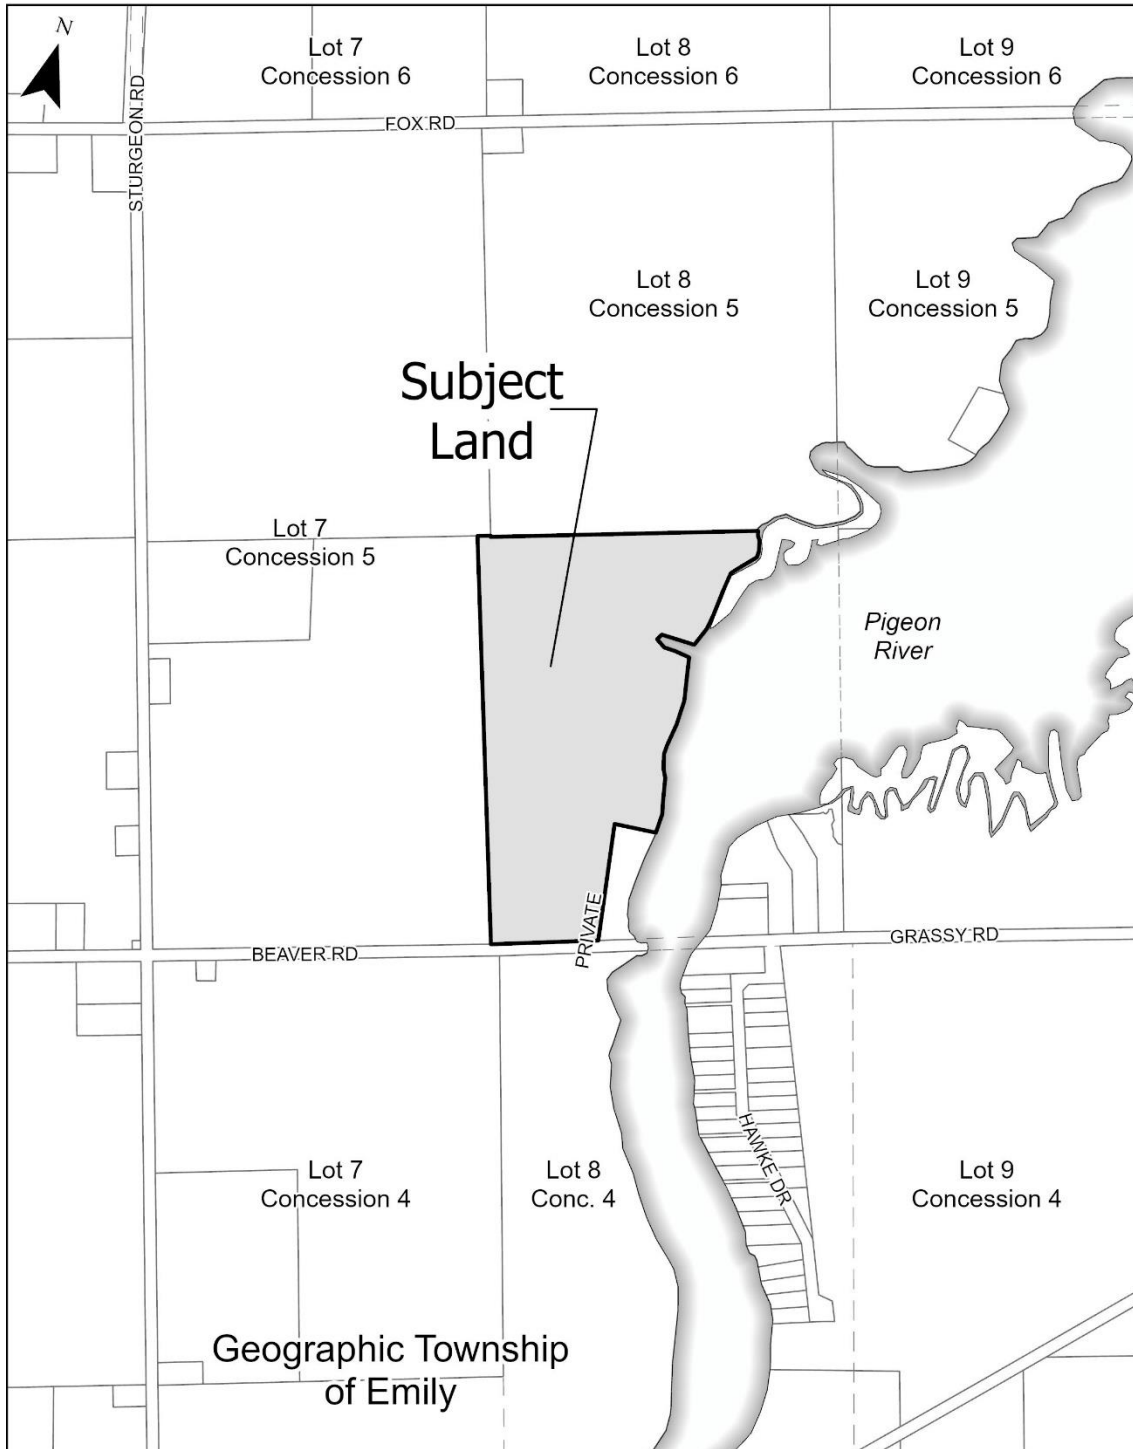 N
Lot 7
Concession 6
Lot 8
Concession 6
Lot 9
Concession 6
FOX RD
STURGEON RD
Lot 8
Concession 5
Lot 9
Concession 5
Subject
Land
Lot 7
Concession 5
Pigeon
River
PRIVATE
BEAVER RD
GRASSY RD
HAWKE DR
Lot 7
Concession 4
Lot 8
Conc. 4
Lot 9
Concession 4
Geographic Township
of Emily